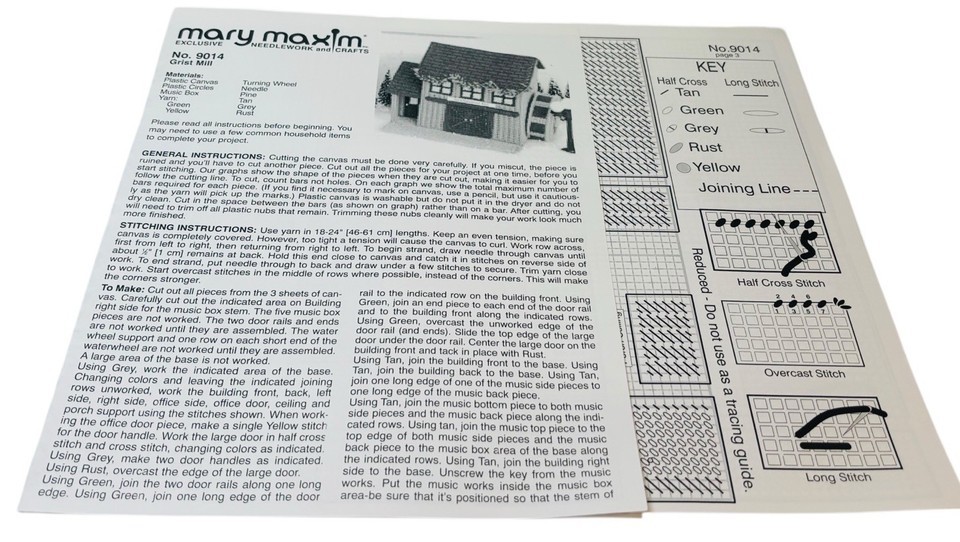 mary maxim
EXCLUSIVE NEEDLEWORK and CRAFTS
No. 9014
Grist Mill
Materials:
Plastic Canvas
Plastic Circles
Music Box
Yarn:
Green
Yellow
Turning Wheel
Needle
Pine
Tan
Grey
Rust
Please read all instructions before beginning. You
may need to use a few common household items
to complete your project.
GENERAL INSTRUCTIONS: Cutting the canvas must be done very carefully. If you miscut, the piece is
ruined and you'll have to cut another piece. Cut out all the pieces for your project at one time, before you
start stitching. Our graphs show the shape of the pieces when they are cut out, making it easier for you to
follow the cutting line. To cut, count bars not holes. On each graph we show the total maximum number of
bars required for each piece. (If you find it necessary to mark on canvas, use a pencil, but use it cautious-
ly as the yarn will pick up the marks.) Plastic canvas is washable but do not put it in the dryer and do not
dry clean. Cut in the space between the bars (as shown on graph) rather than on a bar. After cutting, you
will need to trim off all plastic nubs that remain. Trimming these nubs cleanly will make your work look much
more finished.
STITCHING INSTRUCTIONS: Use yarn in 18-24" [46-61 cm] lengths. Keep an even tension, making sure
canvas is completely covered. However, too tight a tension will cause the canvas to curl. Work row across,
first from left to right, then returning from right to left. To begin strand, draw needle through canvas until
about ½" [1 cm] remains at back. Hold this end close to canvas and catch it in stitches on reverse side of
work. To end strand, put needle through to back and draw under a few stitches to secure. Trim yarn close
to work. Start overcast stitches in the middle of rows where possible, instead of the corners. This will make
the corners stronger.
To Make: Cut out all pieces from the 3 sheets of can-
vas. Carefully cut out the indicated area on Building
right side for the music box stem. The five music box
pieces are not worked. The two door rails and ends
are not worked until they are assembled. The water
wheel support and one row on each short end of the
waterwheel are not worked until they are assembled.
A large area of the base is not worked.
Using Grey, work the indicated area of the base.
Changing colors and leaving the indicated joining
rows unworked, work the building front, back, left
side, right side, office side, office door, ceiling and
porch support using the stitches shown. When work-
ing the office door piece, make a single Yellow stitch
for the door handle. Work the large door in half cross
stitch and cross stitch, changing colors as indicated.
Using Grey, make two door handles as indicated.
Using Rust, overcast the edge of the large door.
Using Green, join the two door rails along one long
edge. Using Green, join one long edge of the door
rail to the indicated row on the building front. Using
Green, join an end piece to each end of the door rail
and to the building front along the indicated rows.
Using Green, overcast the unworked edge of the
door rail (and ends). Slide the top edge of the large
door under the door rail. Center the large door on the
building front and tack in place with Rust.
Using Tan, join the building front to the base. Using
Tan, join the building back to the base. Using Tan,
join one long edge of one of the music side pieces to
one long edge of the music back piece.
Using Tan, join the music bottom piece to both music
side pieces and the music back piece along the indi-
cated rows. Using tan, join the music top piece to the
top edge of both music side pieces and the music
back piece to the music box area of the base along
the indicated rows. Using Tan, join the building right
side to the base. Unscrew the key from the music
works. Put the music works inside the music box
area-be sure that it's positioned so that the stem of
No.9014
page 3
KEY
Half Cross Long Stitch
Tan
Green
Grey
Rust
Yellow
Joining Line
Half Cross Stitch
2 4 6
1 3 5 7
Overcast Stitch
Long Stitch
Reduced - Do not use as a tracing guide.